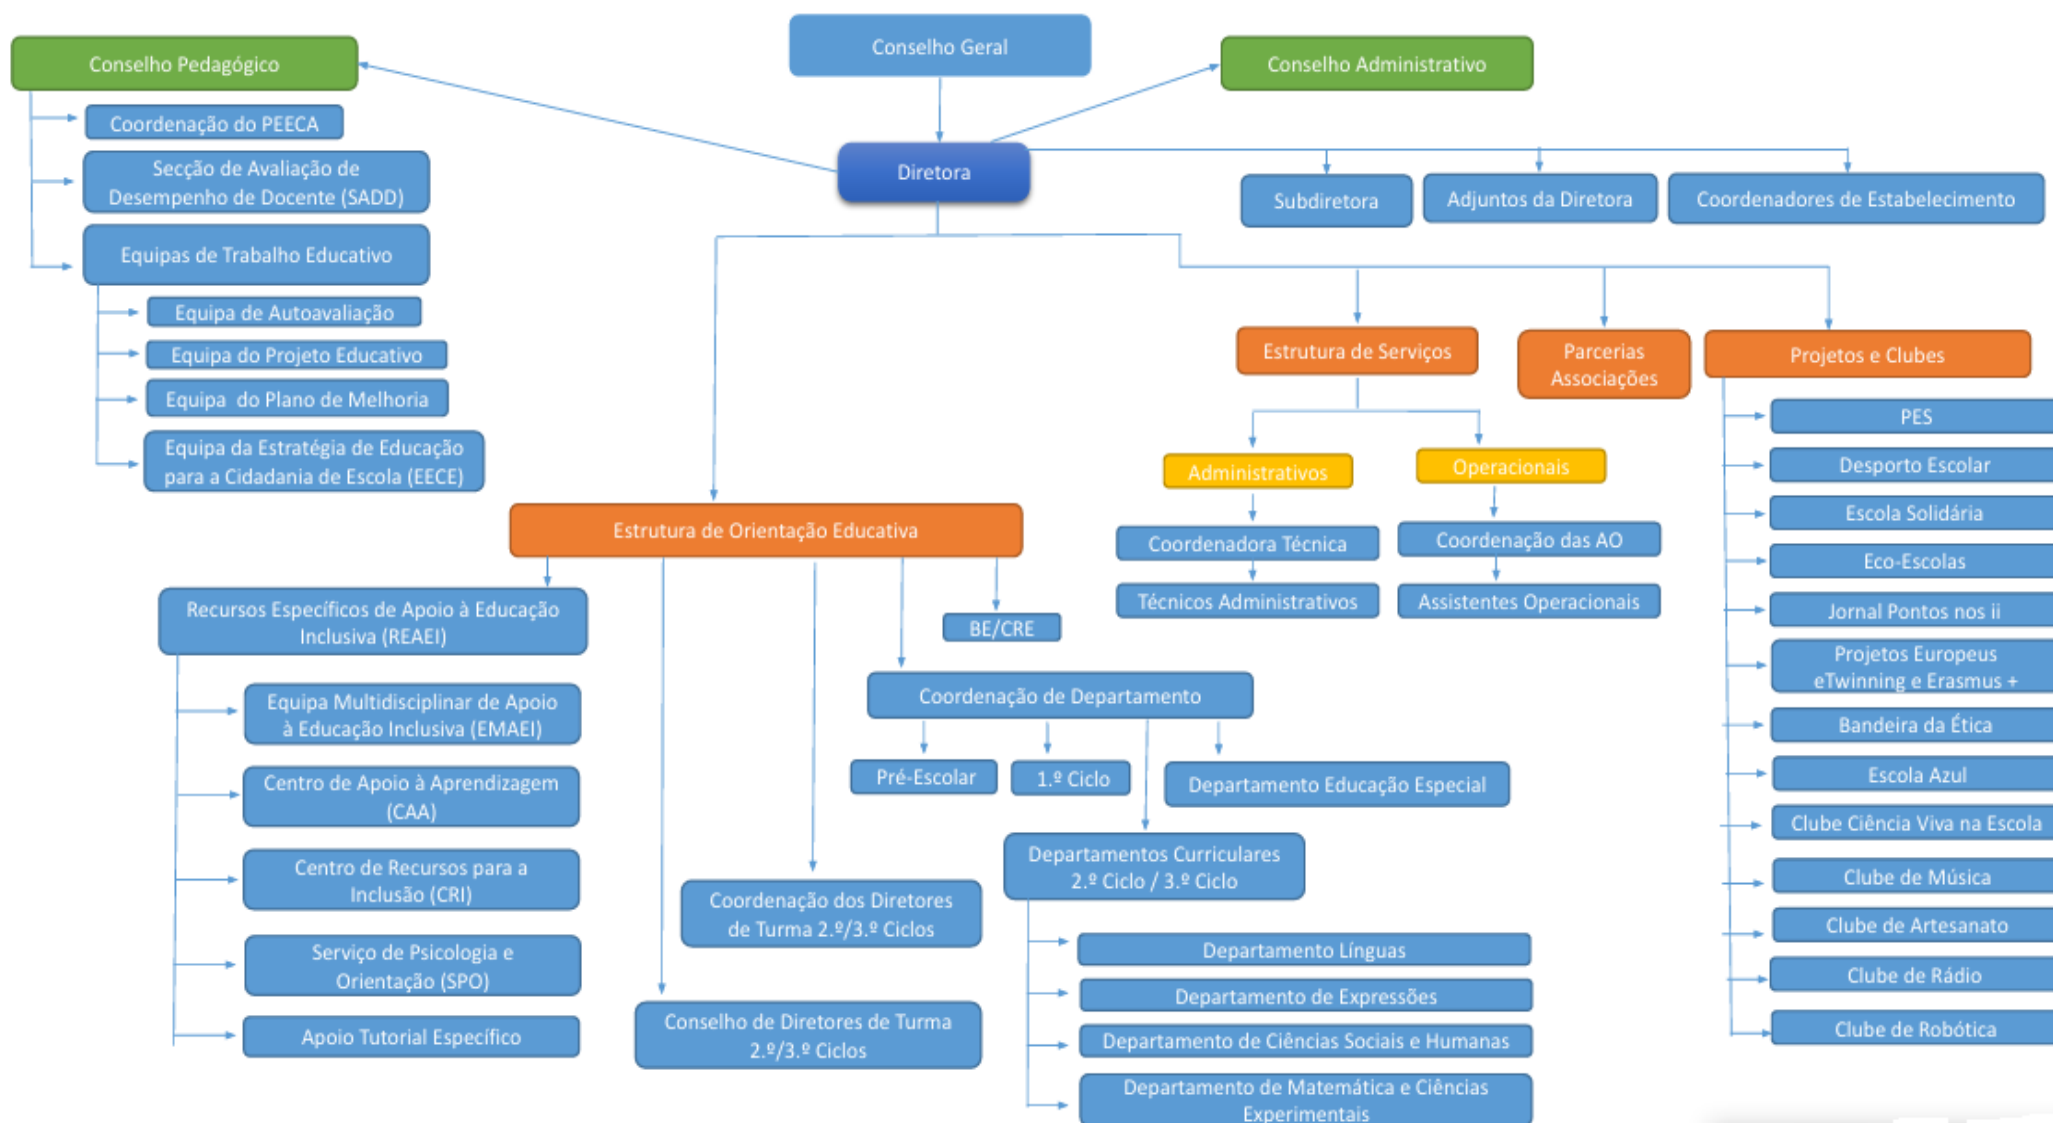 Conselho Geral
Conselho Pedagógico
Conselho Administrativo
Coordenação do PEECA
Secção de Avaliação de
Desempenho de Docente (SADD)
Equipas de Trabalho Educativo
Equipa de Autoavaliação
Equipa do Projeto Educativo
Equipa do Plano de Melhoria
Equipa da Estratégia de Educação
para a Cidadania de Escola (EECE)
Diretora
Subdiretora
Adjuntos da Diretora
Coordenadores de Estabelecimento
Estrutura de Orientação Educativa
Recursos Específicos de Apoio à Educação
Inclusiva (REAEI)
Equipa Multidisciplinar de Apoio
à Educação Inclusiva (EMAEI)
Centro de Apoio à Aprendizagem
(CAA)
Centro de Recursos para a
Inclusão (CRI)
Serviço de Psicologia e
Orientação (SPO)
Apoio Tutorial Específico
Conselho de Diretores de Turma
2.º/3.º Ciclos
Coordenação dos Diretores
de Turma 2.º/3.º Ciclos
BE/CRE
Coordenação de Departamento
Pré-Escolar
1.º Ciclo
Departamento Educação Especial
Departamentos Curriculares
2.º Ciclo / 3.º Ciclo
Departamento Línguas
Departamento de Expressões
Departamento de Ciências Sociais e Humanas
Departamento de Matemática e Ciências
Experimentais
Estrutura de Serviços
Administrativos
Coordenadora Técnica
Técnicos Administrativos
Operacionais
Coordenação das AO
Assistentes Operacionais
Parcerias
Associações
Projetos e Clubes
PES
Desporto Escolar
Escola Solidária
Eco-Escolas
Jornal Pontos nos ii
Projetos Europeus
eTwinning e Erasmus +
Bandeira da Ética
Escola Azul
Clube Ciência Viva na Escola
Clube de Música
Clube de Artesanato
Clube de Rádio
Clube de Robótica